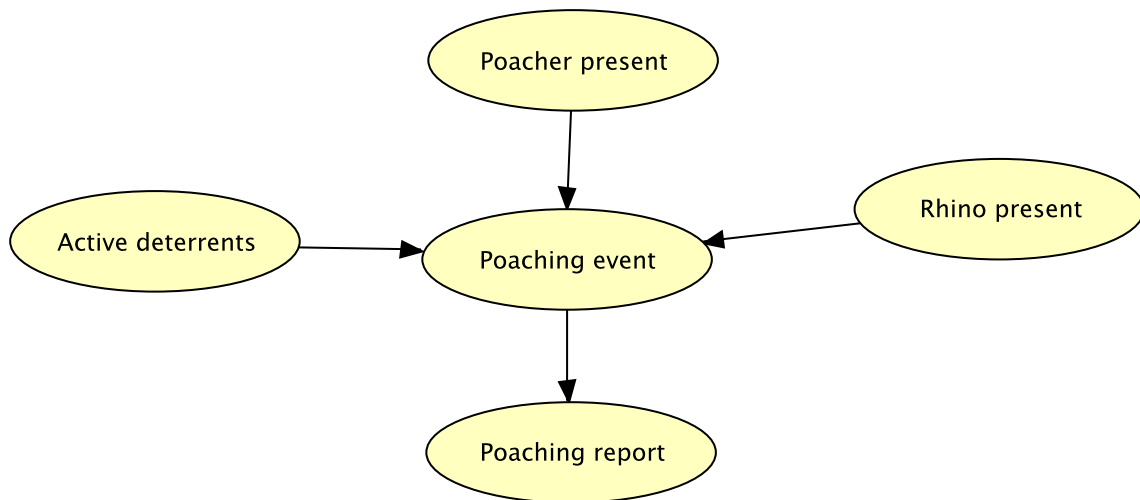 Poacher present
Rhino present
Active deterrents
Poaching event
Poaching report